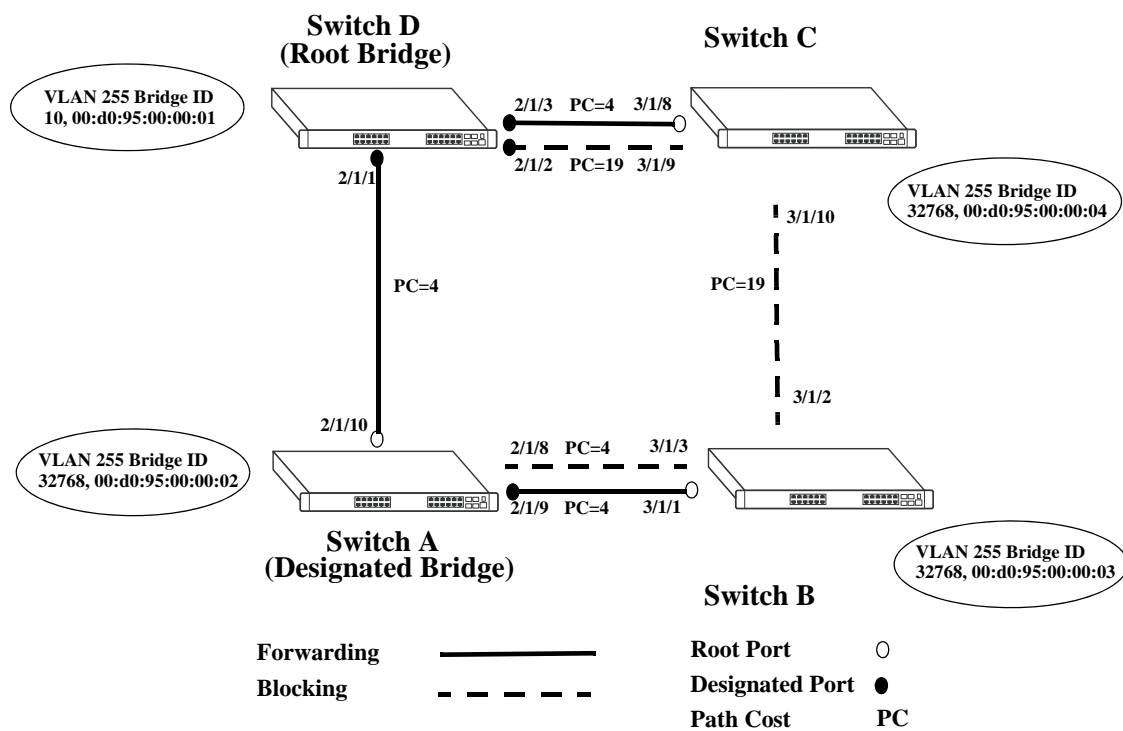 Switch D
(Root Bridge)
Switch C
VLAN 255 Bridge ID
10, 00:d0:95:00:00:01
2/1/3 PC=4 3/1/8
2/1/2 PC=19 3/1/9
2/1/1
VLAN 255 Bridge ID
32768, 00:d0:95:00:00:04
3/1/10
PC=4
PC=19
3/1/2
2/1/10
VLAN 255 Bridge ID
32768, 00:d0:95:00:00:02
2/1/8 PC=4 3/1/3
2/1/9 PC=4 3/1/1
Switch A
(Designated Bridge)
VLAN 255 Bridge ID
32768, 00:d0:95:00:00:03
Switch B
Forwarding
Blocking
Root Port
Designated Port
Path Cost PC